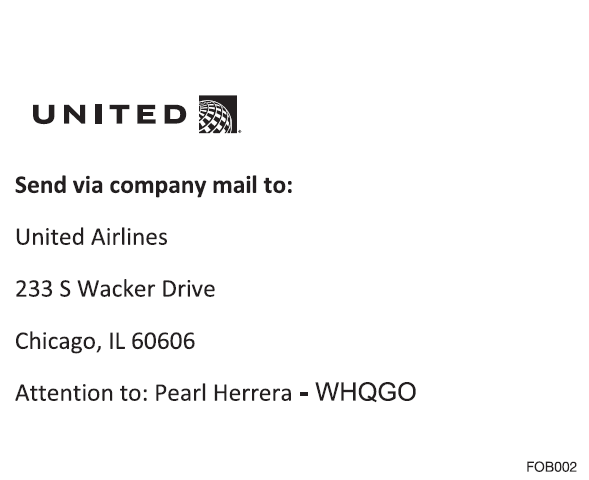 UNITED
Send via company mail to:
United Airlines
233 S Wacker Drive
Chicago, IL 60606
Attention to: Pearl Herrera - WHQGO
FOB002